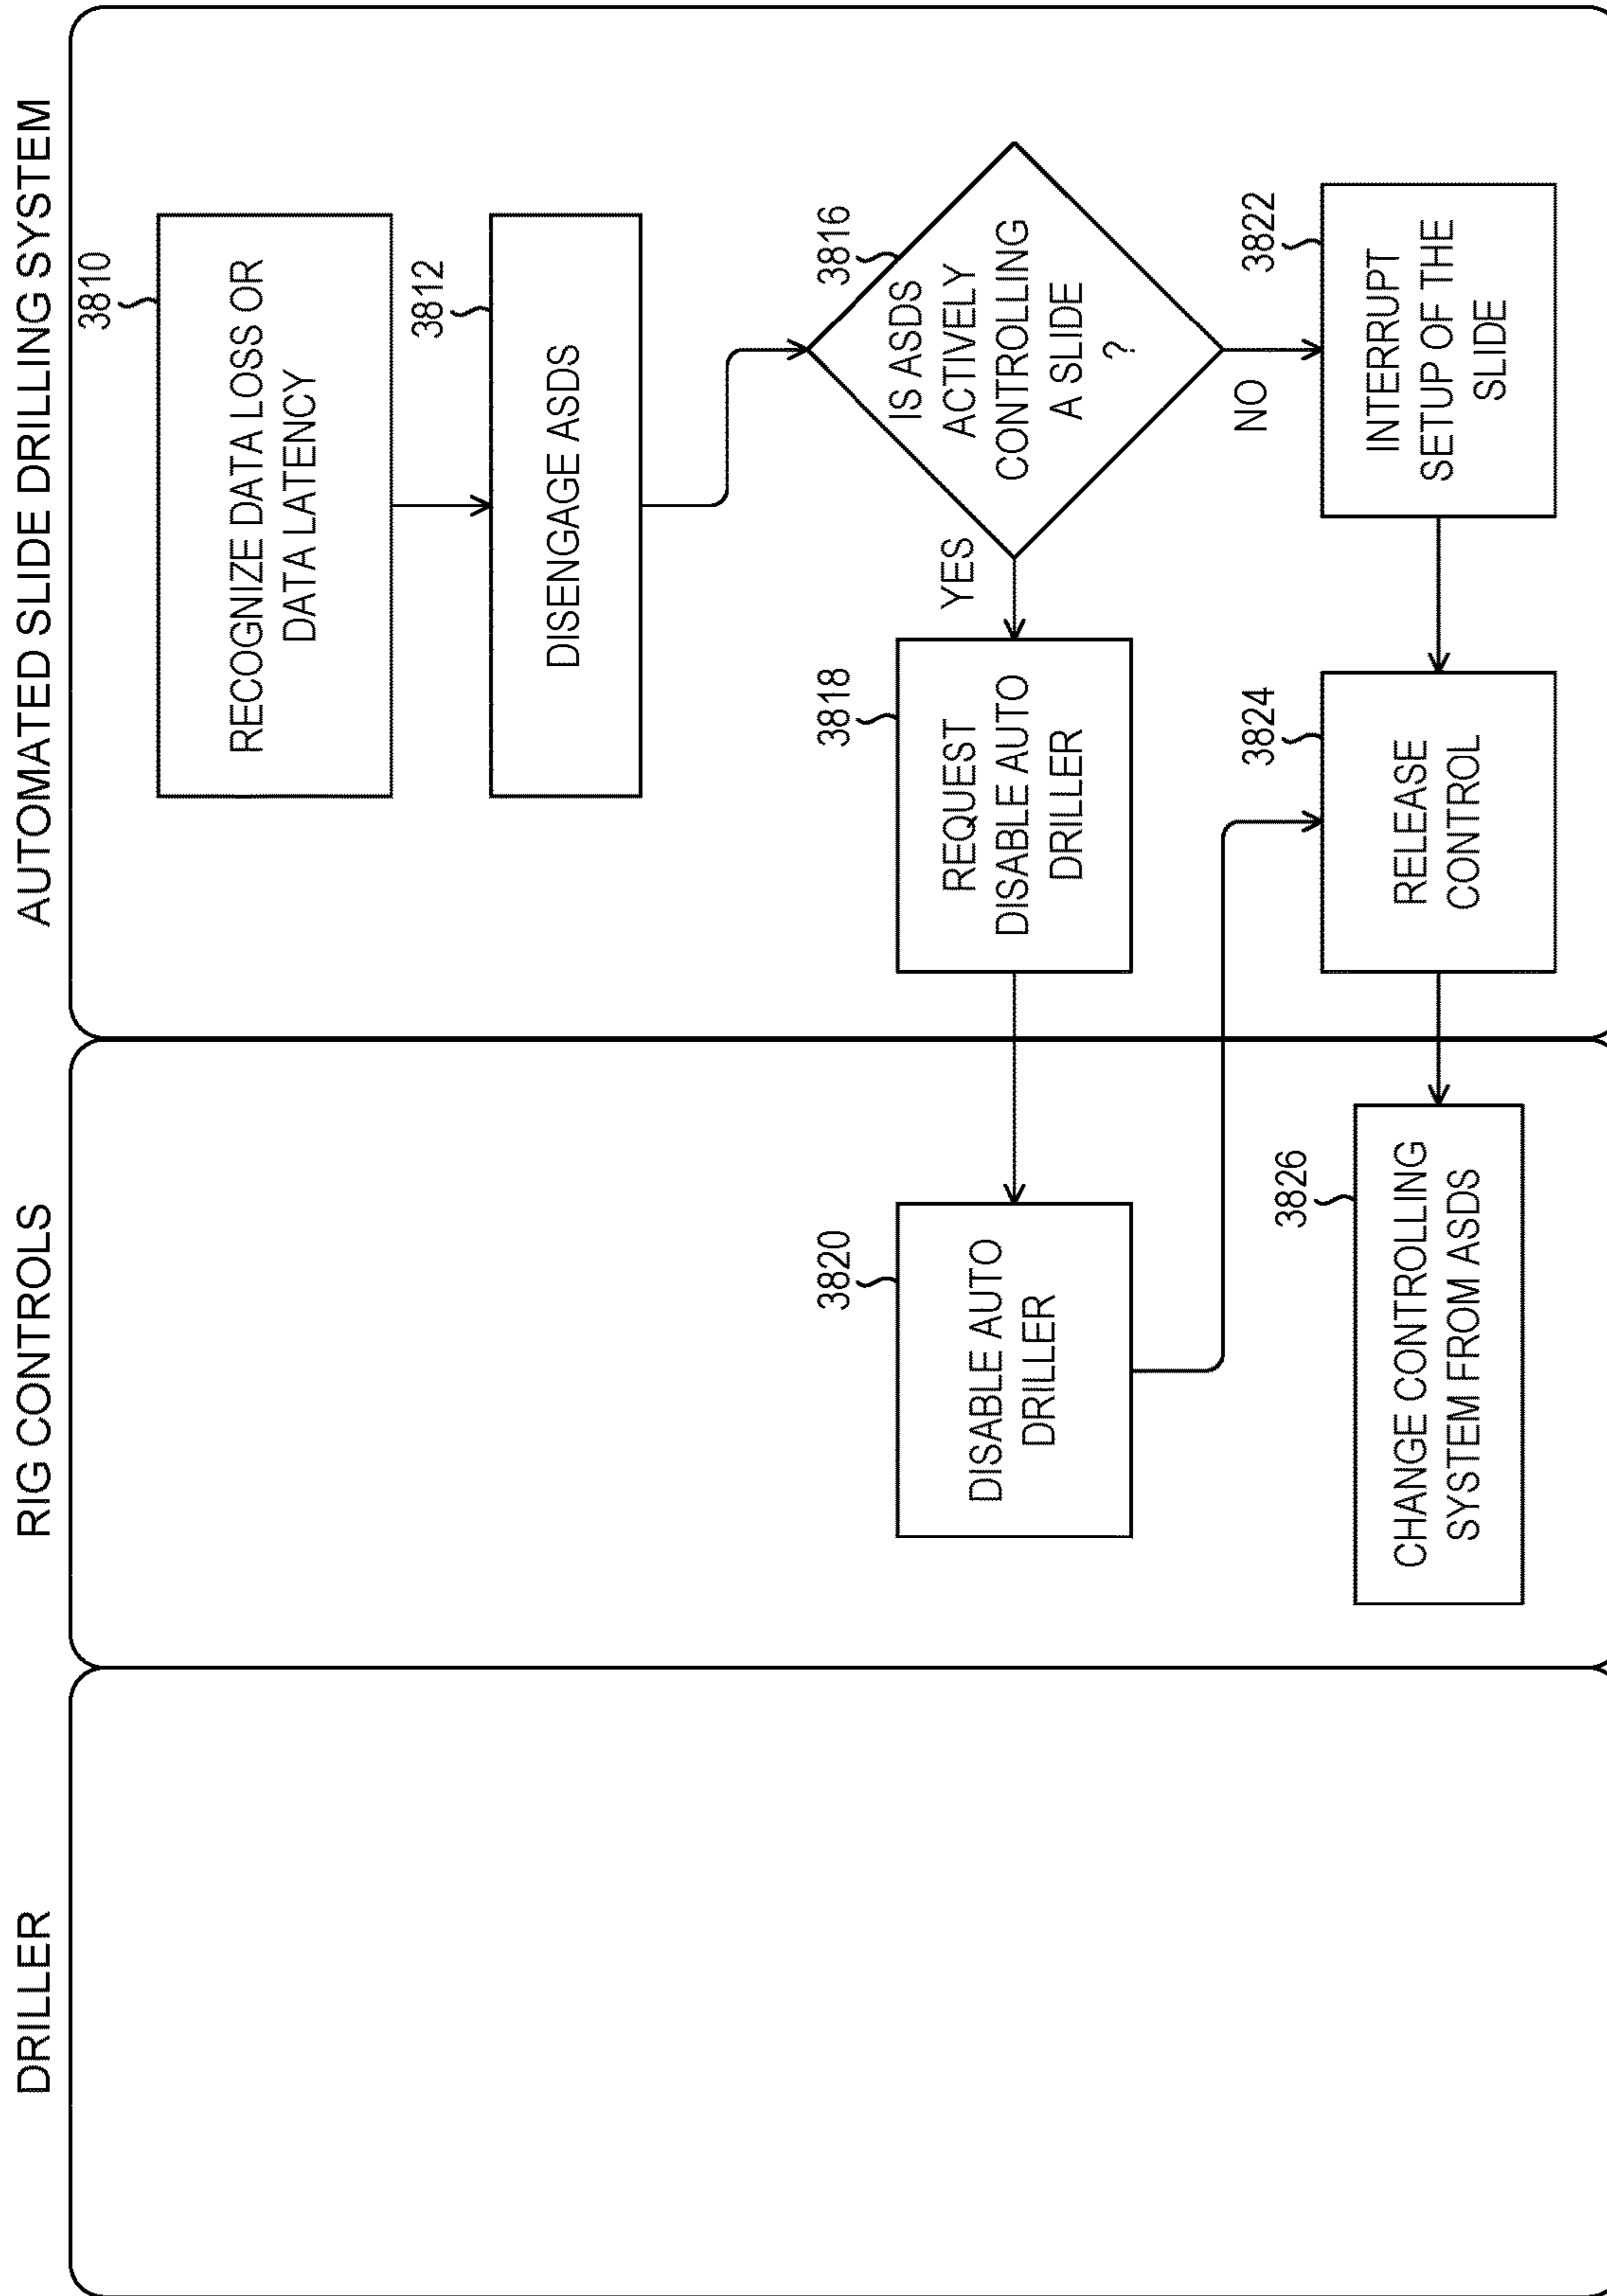 DRILLER
RIG CONTROLS
AUTOMATED SLIDE DRILLING SYSTEM
3810
RECOGNIZE DATA LOSS OR
DATA LATENCY
3812
DISENGAGE ASDS
3816
IS ASDS
ACTIVELY
CONTROLLING
A SLIDE
?
YES
NO
3818
REQUEST
DISABLE AUTO
DRILLER
3820
DISABLE AUTO
DRILLER
3822
INTERRUPT
SETUP OF THE
SLIDE
3824
RELEASE
CONTROL
3826
CHANGE CONTROLLING
SYSTEM FROM ASDS